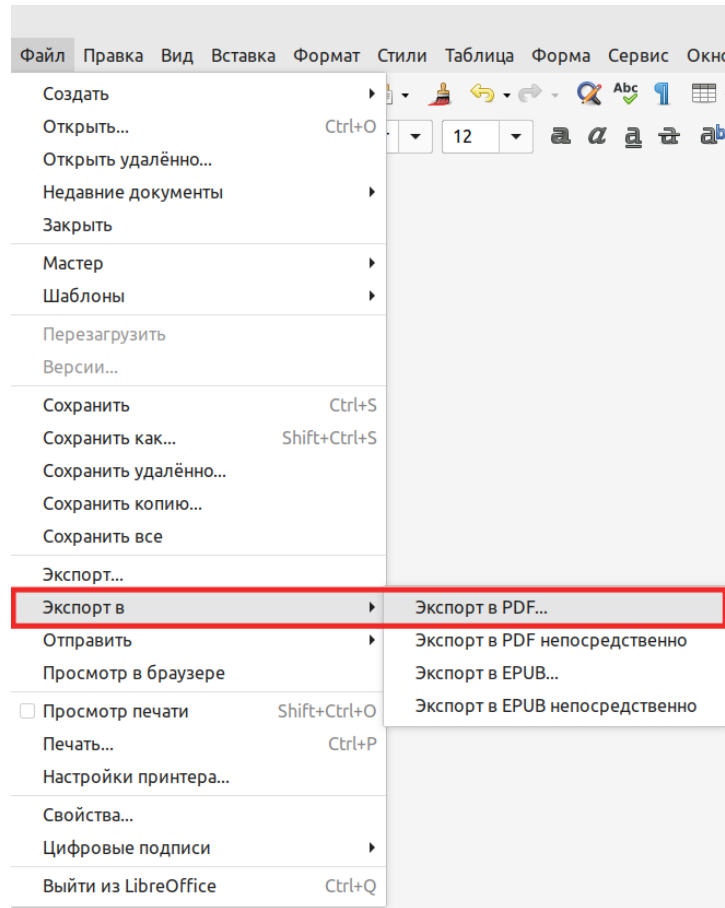 Файл Правка Вид Вставка Формат Стили Таблица Форма Сервис Окно
Создать
Abc
Открыть... Ctrl+O
12 a a a a ab
Открыть удалённо...
Недавние документы
Закрыть
Мастер
Шаблоны
Перезагрузить
Версии...
Сохранить Ctrl+S
Сохранить как... Shift+Ctrl+S
Сохранить удалённо...
Сохранить копию...
Сохранить все
Экспорт...
Экспорт в Экспорт в PDF...
Отправить Экспорт в PDF непосредственно
Просмотр в браузере Экспорт в EPUB...
Просмотр печати Shift+Ctrl+O Экспорт в EPUB непосредственно
Печать... Ctrl+P
Настройки принтера...
Свойства...
Цифровые подписи
Выйти из LibreOffice Ctrl+Q